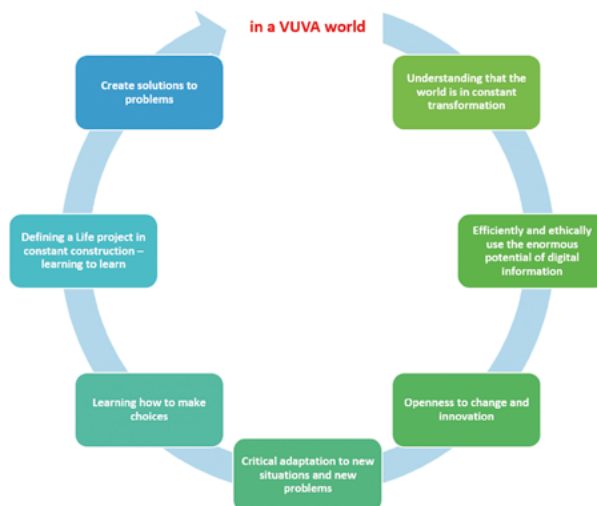 in a VUVA world
Understanding that the
world is in constant
transformation
Efficiently and ethically
use the enormous
potential of digital
information
Openness to change and
innovation
Critical adaptation to new
situations and new
problems
Learning how to make
choices
Defining a Life project in
constant construction –
learning to learn
Create solutions to
problems